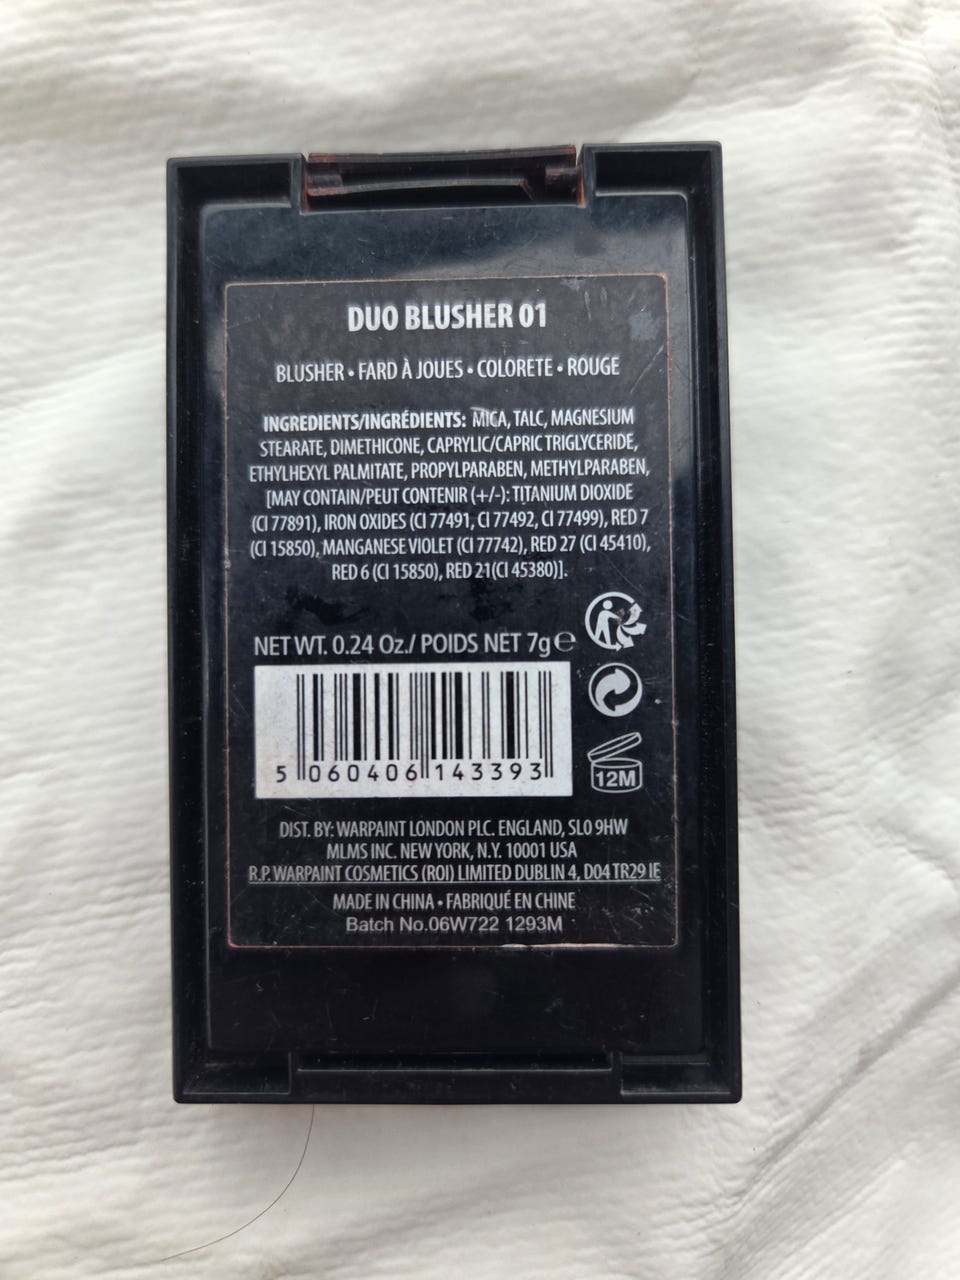 DUO BLUSHER 01
BLUSHER • FARD À JOUES • COLORETE • ROUGE
INGREDIENTS/INGRÉDIENTS: MICA, TALC, MAGNESIUM
STEARATE, DIMETHICONE, CAPRYLIC/CAPRIC TRIGLYCERIDE,
ETHYLHEXYL PALMITATE, PROPYLPARABEN, METHYLPARABEN,
[MAY CONTAIN/PEUT CONTENIR (+/-): TITANIUM DIOXIDE
(CI 77891), IRON OXIDES (CI 77491, CI 77492, CI 77499), RED 7
(CI 15850), MANGANESE VIOLET (CI 77742), RED 27 (CI 45410),
RED 6 (CI 15850), RED 21(CI 45380)].
NET WT. 0.24 Oz./ POIDS NET 7g ℮
5 060406 143393
12M
DIST. BY: WARPAINT LONDON PLC. ENGLAND, SL0 9HW
MLMS INC. NEW YORK, N.Y. 10001 USA
R.P. WARPAINT COSMETICS (ROI) LIMITED DUBLIN 4, D04 TR29 IE
MADE IN CHINA • FABRIQUÉ EN CHINE
Batch No.06W722 1293M